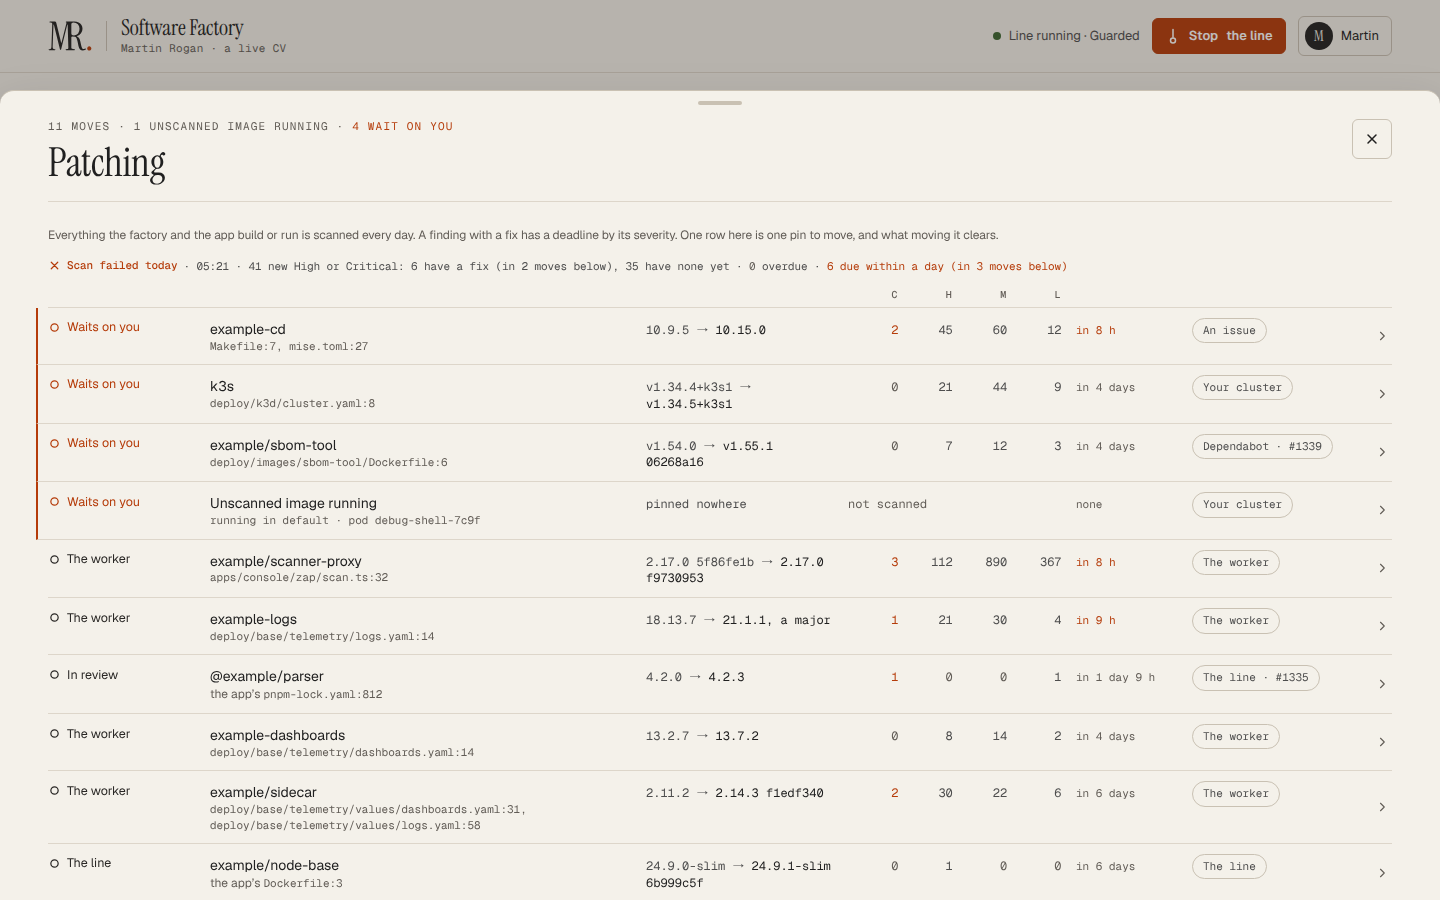 MR.
Software Factory
Martin Rogan · a live CV
Line running · Guarded
Stop the line
M
Martin
11 MOVES · 1 UNSCANNED IMAGE RUNNING · 4 WAIT ON YOU
Patching
Everything the factory and the app build or run is scanned every day. A finding with a fix has a deadline by its severity. One row here is one pin to move, and what moving it clears.
Scan failed today · 05:21 · 41 new High or Critical: 6 have a fix (in 2 moves below), 35 have none yet · 0 overdue · 6 due within a day (in 3 moves below)
C H M L
Waits on you example-cd 10.9.5 → 10.15.0 2 45 60 12 in 8 h An issue
Makefile:7, mise.toml:27
Waits on you k3s v1.34.4+k3s1 → 0 21 44 9 in 4 days Your cluster
deploy/k3d/cluster.yaml:8 v1.34.5+k3s1
Waits on you example/sbom-tool v1.54.0 → v1.55.1 0 7 12 3 in 4 days Dependabot · #1339
deploy/images/sbom-tool/Dockerfile:6 06268a16
Waits on you Unscanned image running pinned nowhere not scanned none Your cluster
running in default · pod debug-shell-7c9f
The worker example/scanner-proxy 2.17.0 5f86fe1b → 2.17.0 3 112 890 367 in 8 h The worker
apps/console/zap/scan.ts:32 f9730953
The worker example-logs 18.13.7 → 21.1.1, a major 1 21 30 4 in 9 h The worker
deploy/base/telemetry/logs.yaml:14
In review @example/parser 4.2.0 → 4.2.3 1 0 0 1 in 1 day 9 h The line · #1335
the app's pnpm-lock.yaml:812
The worker example-dashboards 13.2.7 → 13.7.2 0 8 14 2 in 4 days The worker
deploy/base/telemetry/dashboards.yaml:14
The worker example/sidecar 2.11.2 → 2.14.3 f1edf340 2 30 22 6 in 6 days The worker
deploy/base/telemetry/values/dashboards.yaml:31,
deploy/base/telemetry/values/logs.yaml:58
The line example/node-base 24.9.0-slim → 24.9.1-slim 0 1 0 0 in 6 days The line
the app's Dockerfile:3 6b999c5f